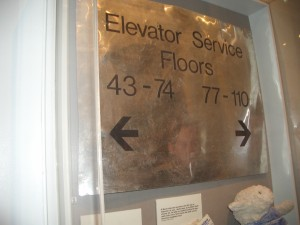 Elevator Service
Floors
43 - 74 77 - 110
← →